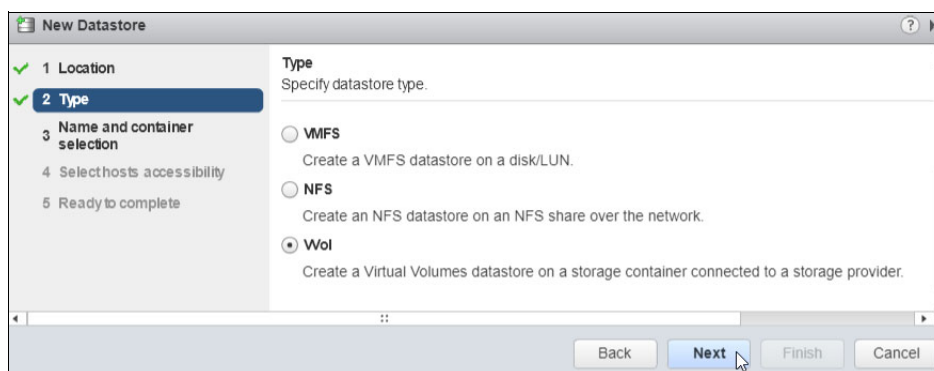 New Datastore
?
1 Location
2 Type
3 Name and container
selection
4 Select hosts accessibility
5 Ready to complete
Type
Specify datastore type.
VMFS
Create a VMFS datastore on a disk/LUN.
NFS
Create an NFS datastore on an NFS share over the network.
VVol
Create a Virtual Volumes datastore on a storage container connected to a storage provider.
Back
Next
Finish
Cancel